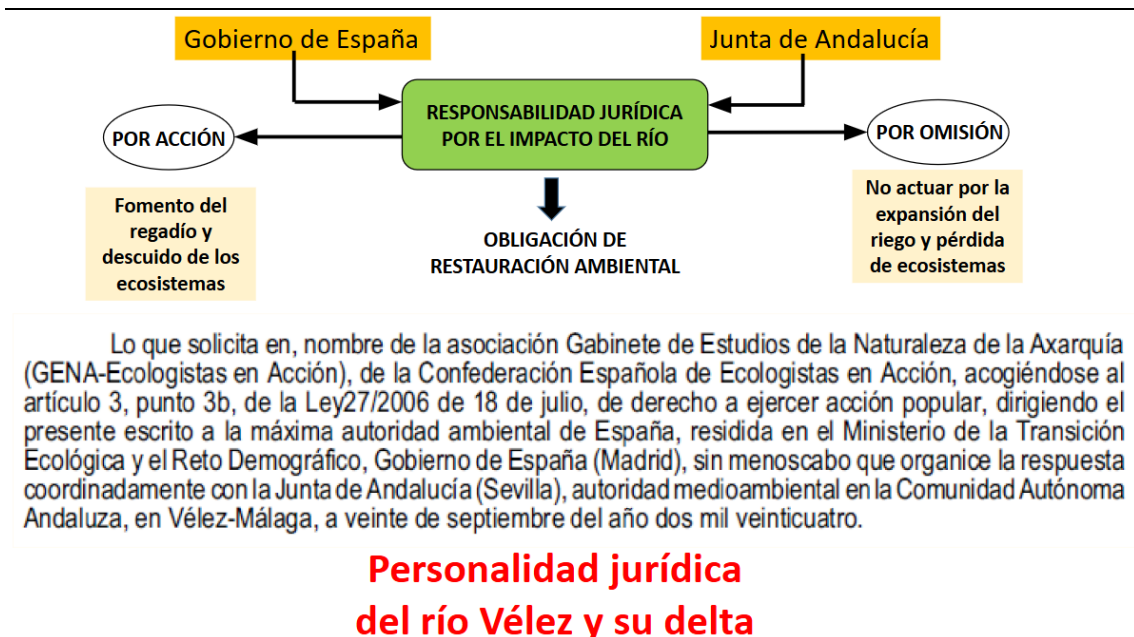 Gobierno de España
Junta de Andalucía
RESPONSABILIDAD JURÍDICA
POR EL IMPACTO DEL RÍO
POR ACCIÓN
POR OMISIÓN
Fomento del
regadío y
descuido de los
ecosistemas
OBLIGACIÓN DE
RESTAURACIÓN AMBIENTAL
No actuar por la
expansión del
riego y pérdida
de ecosistemas
Lo que solicita en, nombre de la asociación Gabinete de Estudios de la Naturaleza de la Axarquía
(GENA-Ecologistas en Acción), de la Confederación Española de Ecologistas en Acción, acogiéndose al
artículo 3, punto 3b, de la Ley27/2006 de 18 de julio, de derecho a ejercer acción popular, dirigiendo el
presente escrito a la máxima autoridad ambiental de España, residida en el Ministerio de la Transición
Ecológica y el Reto Demográfico, Gobierno de España (Madrid), sin menoscabo que organice la respuesta
coordinadamente con la Junta de Andalucía (Sevilla), autoridad medioambiental en la Comunidad Autónoma
Andaluza, en Vélez-Málaga, a veinte de septiembre del año dos mil veinticuatro.
Personalidad jurídica
del río Vélez y su delta